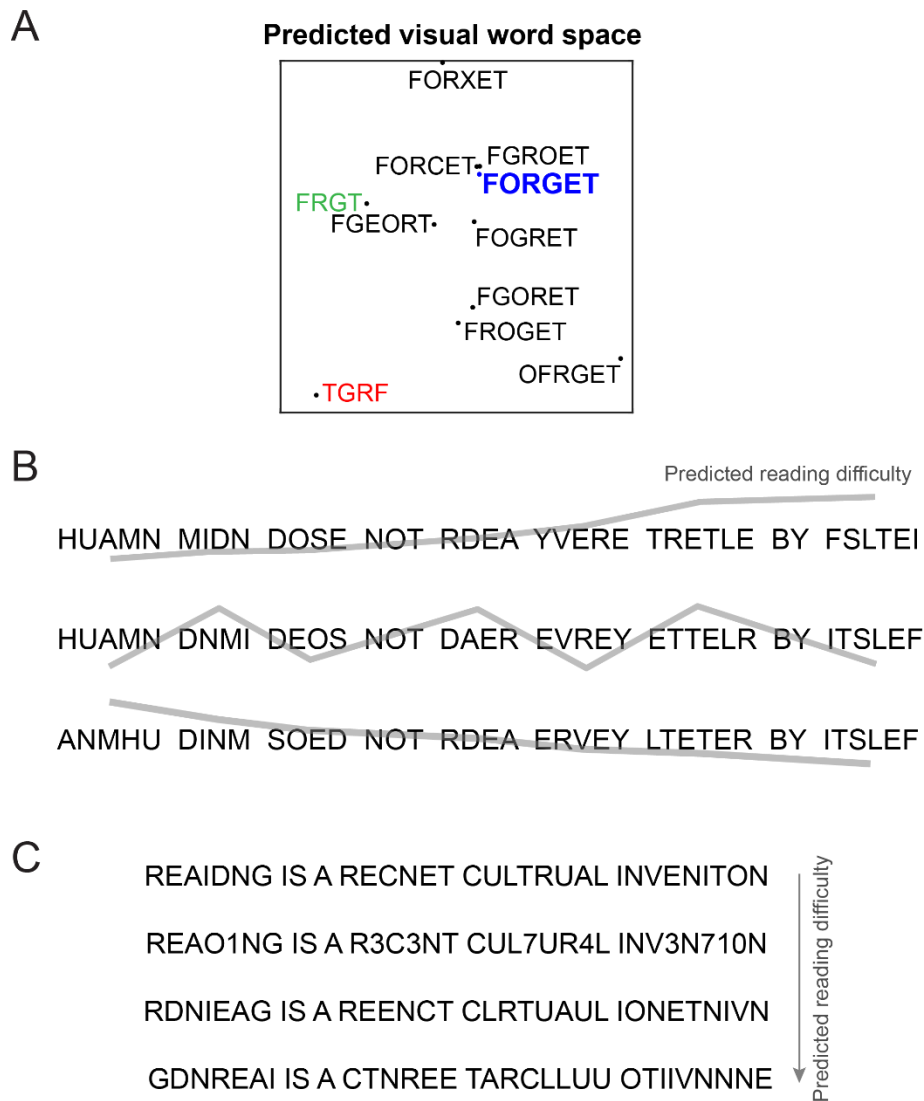 A
Predicted visual word space
FORXET
FORCET FGROET
FORGET
FRGT
FGEORT FOGRET
FGORET
FROGET
OFRGET
TGRF
B
Predicted reading difficulty
HUAMN MIDN DOSE NOT RDEA YVERE TRETLE BY FSLTEI
HUAMN DNMI DEOS NOT DAER EVREY ETTELR BY ITSLEF
ANMHU DINM SOED NOT RDEA ERVEY LTETER BY ITSLEF
C
REAIDNG IS A RECNET CULTRUAL INVENITON
REAO1NG IS A R3C3NT CUL7UR4L INV3N710N
RDNIEAG IS A REENCT CLRTUAUL IONETNIVN
GDNREAI IS A CTNREE TARCLLUU OTIIVNNNE
Predicted reading difficulty